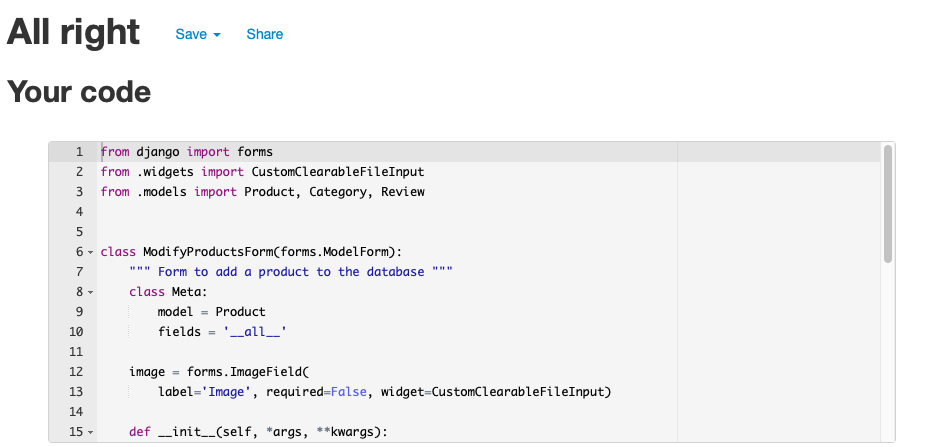 All right Save Share
Your code
1 from django import forms
2 from .widgets import CustomClearableFileInput
3 from .models import Product, Category, Review
4
5
6 class ModifyProductsForm(forms.ModelForm):
7     """ Form to add a product to the database """
8     class Meta:
9         model = Product
10         fields = '__all__'
11
12     image = forms.ImageField(
13         label='Image', required=False, widget=CustomClearableFileInput)
14
15     def __init__(self, *args, **kwargs):